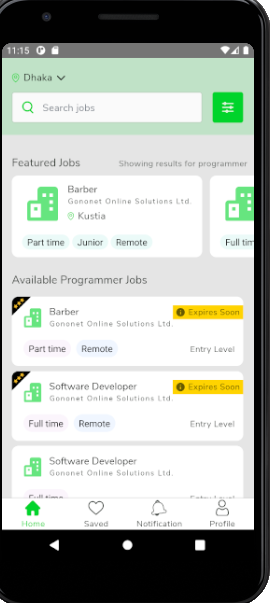 11:15
Dhaka
Search jobs
Featured Jobs
Showing results for programmer
Barber
Gononet Online Solutions Ltd.
Kustia
Part time Junior Remote
Full tim
Available Programmer Jobs
Barber
Expires Soon
Gononet Online Solutions Ltd.
Part time Remote
Entry Level
Software Developer
Expires Soon
Gononet Online Solutions Ltd.
Full time Remote
Entry Level
Software Developer
Gononet Online Solutions Ltd.
Full time
Entry Level
Home Saved Notification Profile